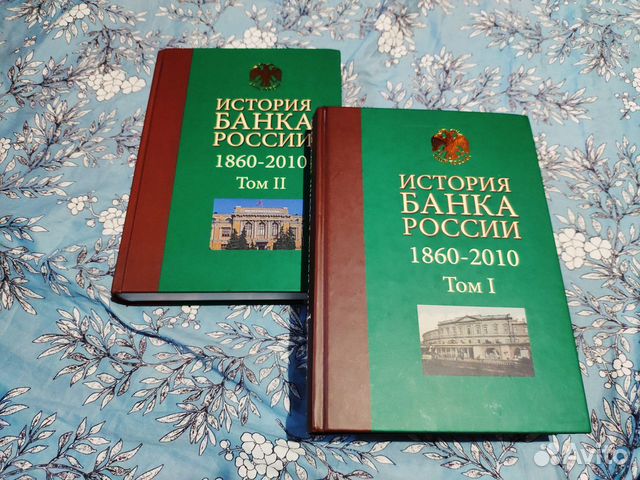 ИСТОРИЯ
БАНКА
РОССИИ
1860-2010
Том II
ИСТОРИЯ
БАНКА
РОССИИ
1860-2010
Том I
Avito